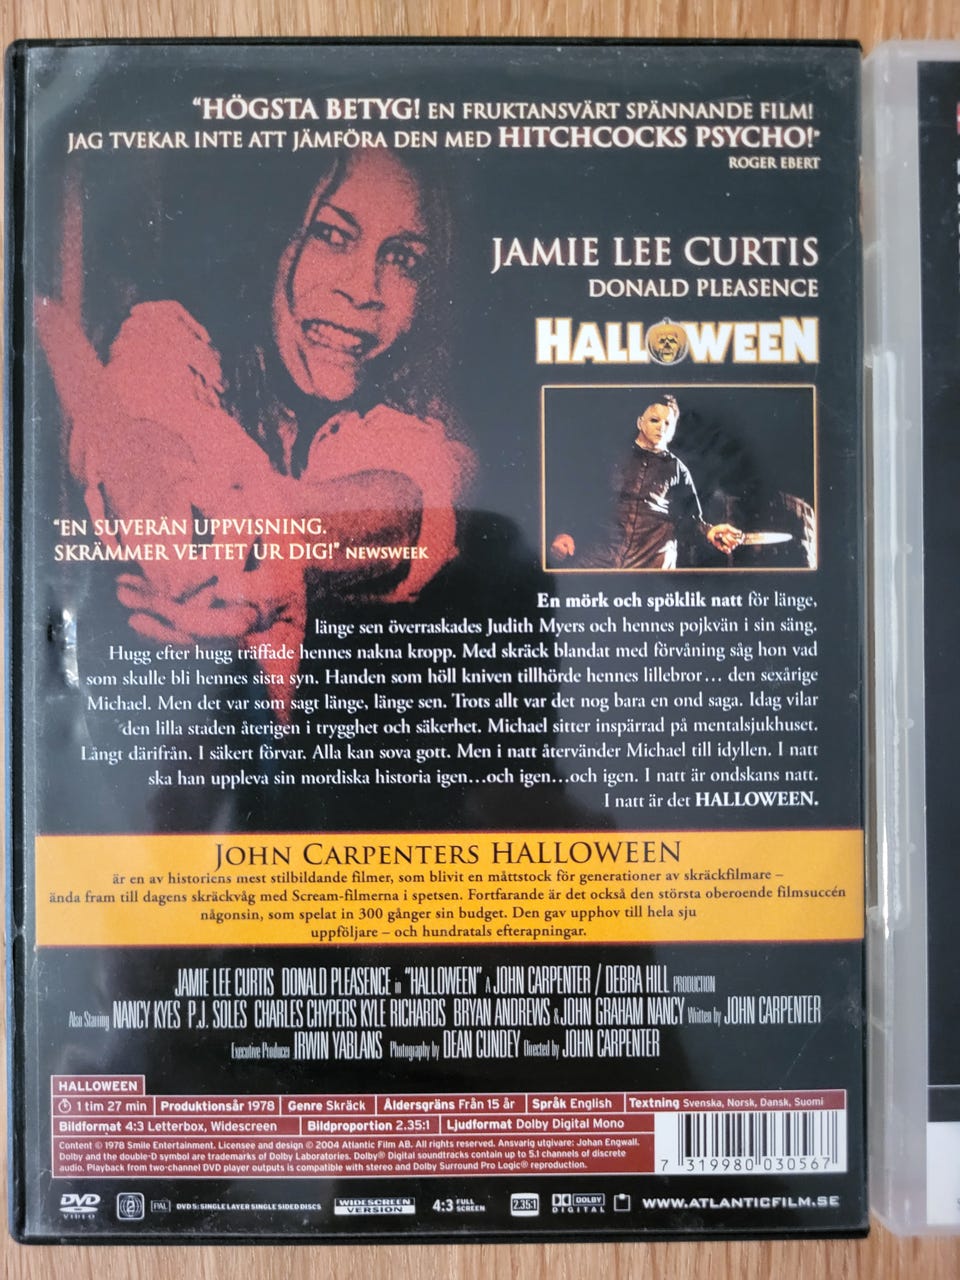 “HÖGSTA BETYG! EN FRUKTANSVÄRT SPÄNNANDE FILM!
JAG TVEKAR INTE ATT JÄMFÖRA DEN MED HITCHCOCKS PSYCHO!”
ROGER EBERT
JAMIE LEE CURTIS
DONALD PLEASENCE
HALLOWEEN
“EN SUVERÄN UPPVISNING.
SKRÄMMER VETTET UR DIG!” NEWSWEEK
En mörk och spöklik natt för länge,
länge sen överraskades Judith Myers och hennes pojkvän i sin säng.
Hugg efter hugg träffade hennes nakna kropp. Med skräck blandat med förvåning såg hon vad
som skulle bli hennes sista syn. Handen som höll kniven tillhörde hennes lillebror… den sexårige
Michael. Men det var som sagt länge, länge sen. Trots allt var det nog bara en ond saga. Idag vilar
den lilla staden återigen i trygghet och säkerhet. Michael sitter inspärrad på mentalsjukhuset.
Långt därifrån. I säkert förvar. Alla kan sova gott. Men i natt återvänder Michael till idyllen. I natt
ska han uppleva sin mordiska historia igen…och igen…och igen. I natt är ondskans natt.
I natt är det HALLOWEEN.
JOHN CARPENTERS HALLOWEEN
är en av historiens mest stilbildande filmer, som blivit en måttstock för generationer av skräckfilmare –
ända fram till dagens skräckvåg med Scream-filmerna i spetsen. Fortfarande är det också den största oberoende filmsuccén
någonsin, som spelat in 300 gånger sin budget. Den gav upphov till hela sju
uppföljare – och hundratals efterapningar.
JAMIE LEE CURTIS DONALD PLEASENCE in "HALLOWEEN" A JOHN CARPENTER / DEBRA HILL PRODUCTION
Also Starring NANCY KYES P.J. SOLES CHARLES CHYPERS KYLE RICHARDS BRYAN ANDREWS & JOHN GRAHAM NANCY Written by JOHN CARPENTER
Executive Producer IRWIN YABLANS Photography by DEAN CUNDEY Directed by JOHN CARPENTER
HALLOWEEN
1 tim 27 min Produktionsår 1978 Genre Skräck Åldersgräns Från 15 år Språk English Textning Svenska, Norsk, Dansk, Suomi
Bildformat 4:3 Letterbox, Widescreen Bildproportion 2.35:1 Ljudformat Dolby Digital Mono
Content © 1978 Smile Entertainment. Licensee and design © 2004 Atlantic Film AB. All rights reserved. Ansvarig utgivare: Johan Engwall.
Dolby and the double-D symbol are trademarks of Dolby Laboratories. Dolby® Digital soundtracks contain up to 5.1 channels of discrete
audio. Playback from two-channel DVD player outputs is compatible with stereo and Dolby Surround Pro Logic® reproduction.
7 319980 030567
DVD VIDEO 2 PAL DVD 5: SINGLE LAYER SINGLE SIDED DISCS WIDESCREEN VERSION 4:3 FULL SCREEN 2.35:1 DOLBY DIGITAL WWW.ATLANTICFILM.SE